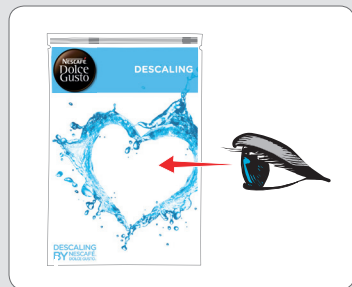 NESCAFÉ
Dolce
Gusto
DESCALING
DESCALING
BY NESCAFÉ
DOLCE GUSTO